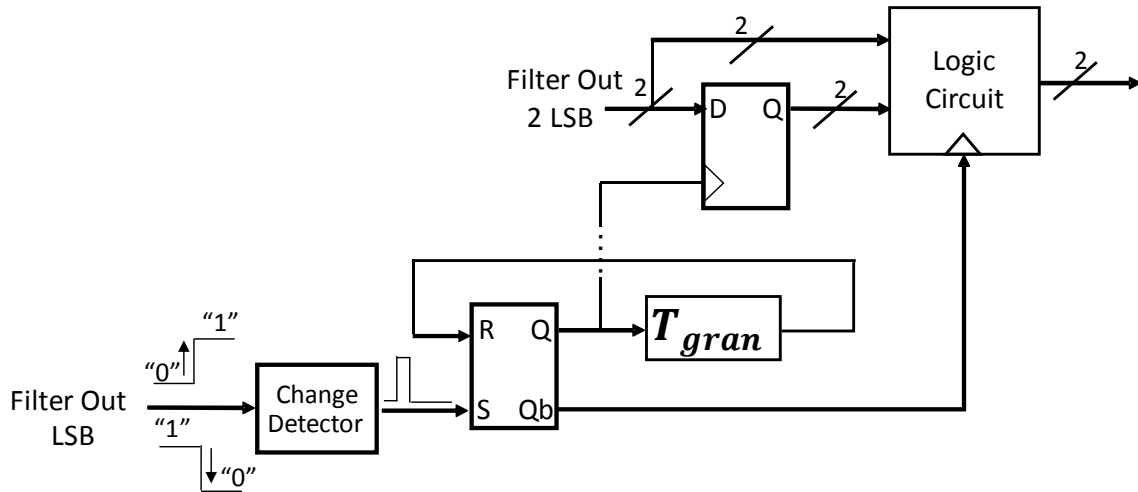 2
Logic
Circuit
2
Filter Out
2 LSB
2
D
Q
2
"1"
"0"
R
Q
T gran
Change
Detector
S
Qb
Filter Out
LSB
"1"
"0"